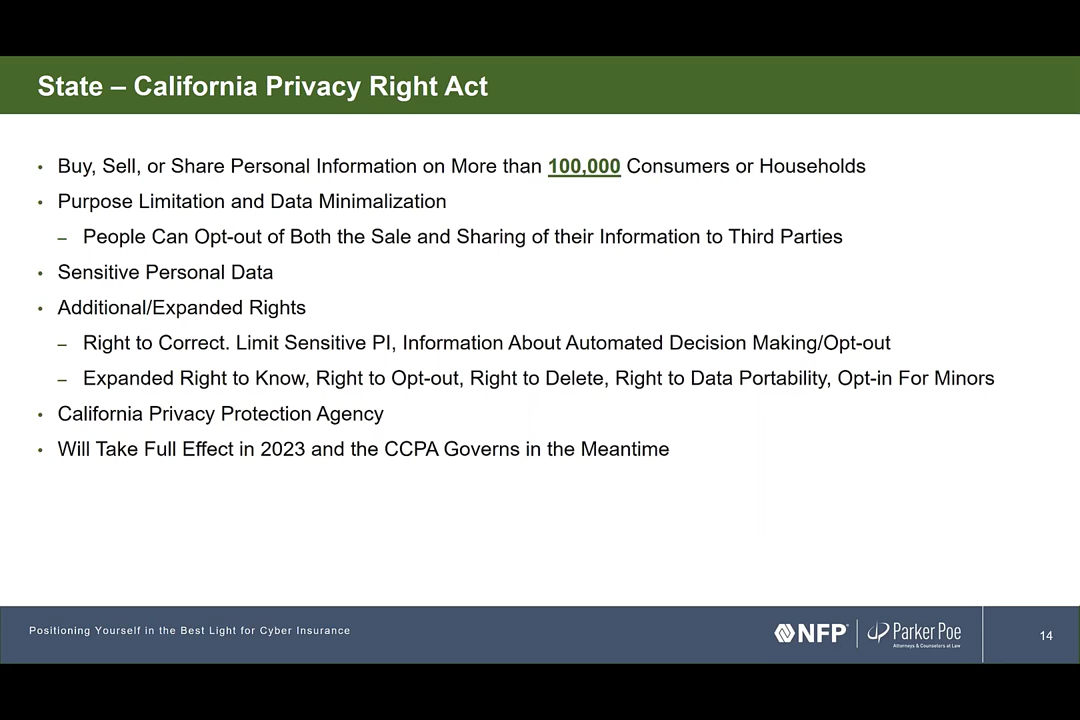 State – California Privacy Right Act
• Buy, Sell, or Share Personal Information on More than 100,000 Consumers or Households
• Purpose Limitation and Data Minimalization
– People Can Opt-out of Both the Sale and Sharing of their Information to Third Parties
• Sensitive Personal Data
• Additional/Expanded Rights
– Right to Correct. Limit Sensitive PI, Information About Automated Decision Making/Opt-out
– Expanded Right to Know, Right to Opt-out, Right to Delete, Right to Data Portability, Opt-in For Minors
• California Privacy Protection Agency
• Will Take Full Effect in 2023 and the CCPA Governs in the Meantime
Positioning Yourself in the Best Light for Cyber Insurance
NFP
Parker Poe
Attorneys & Counselors at Law
14